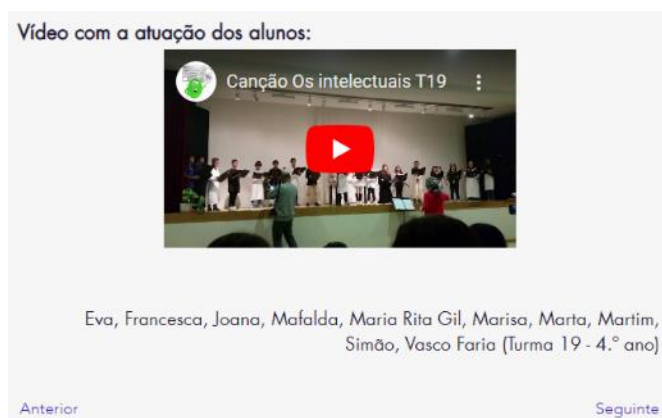 Vídeo com a atuação dos alunos:
Canção Os intelectuais T19
Eva, Francesca, Joana, Mafalda, Maria Rita Gil, Marisa, Marta, Martim,
Simão, Vasco Faria (Turma 19 - 4.º ano)
Anterior
Seguinte